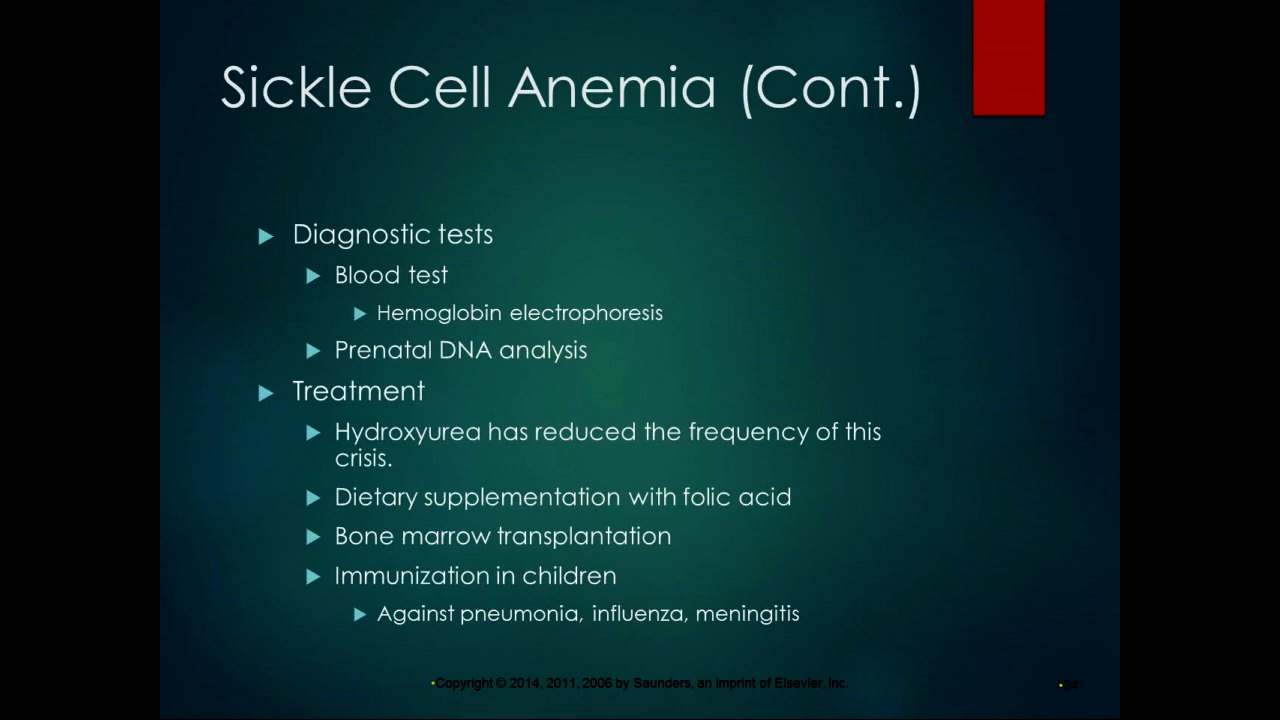 Sickle Cell Anemia (Cont.)
Diagnostic tests
Blood test
Hemoglobin electrophoresis
Prenatal DNA analysis
Treatment
Hydroxyurea has reduced the frequency of this
crisis.
Dietary supplementation with folic acid
Bone marrow transplantation
Immunization in children
Against pneumonia, influenza, meningitis
•Copyright © 2014, 2011, 2006 by Saunders, an imprint of Elsevier, Inc.
•34